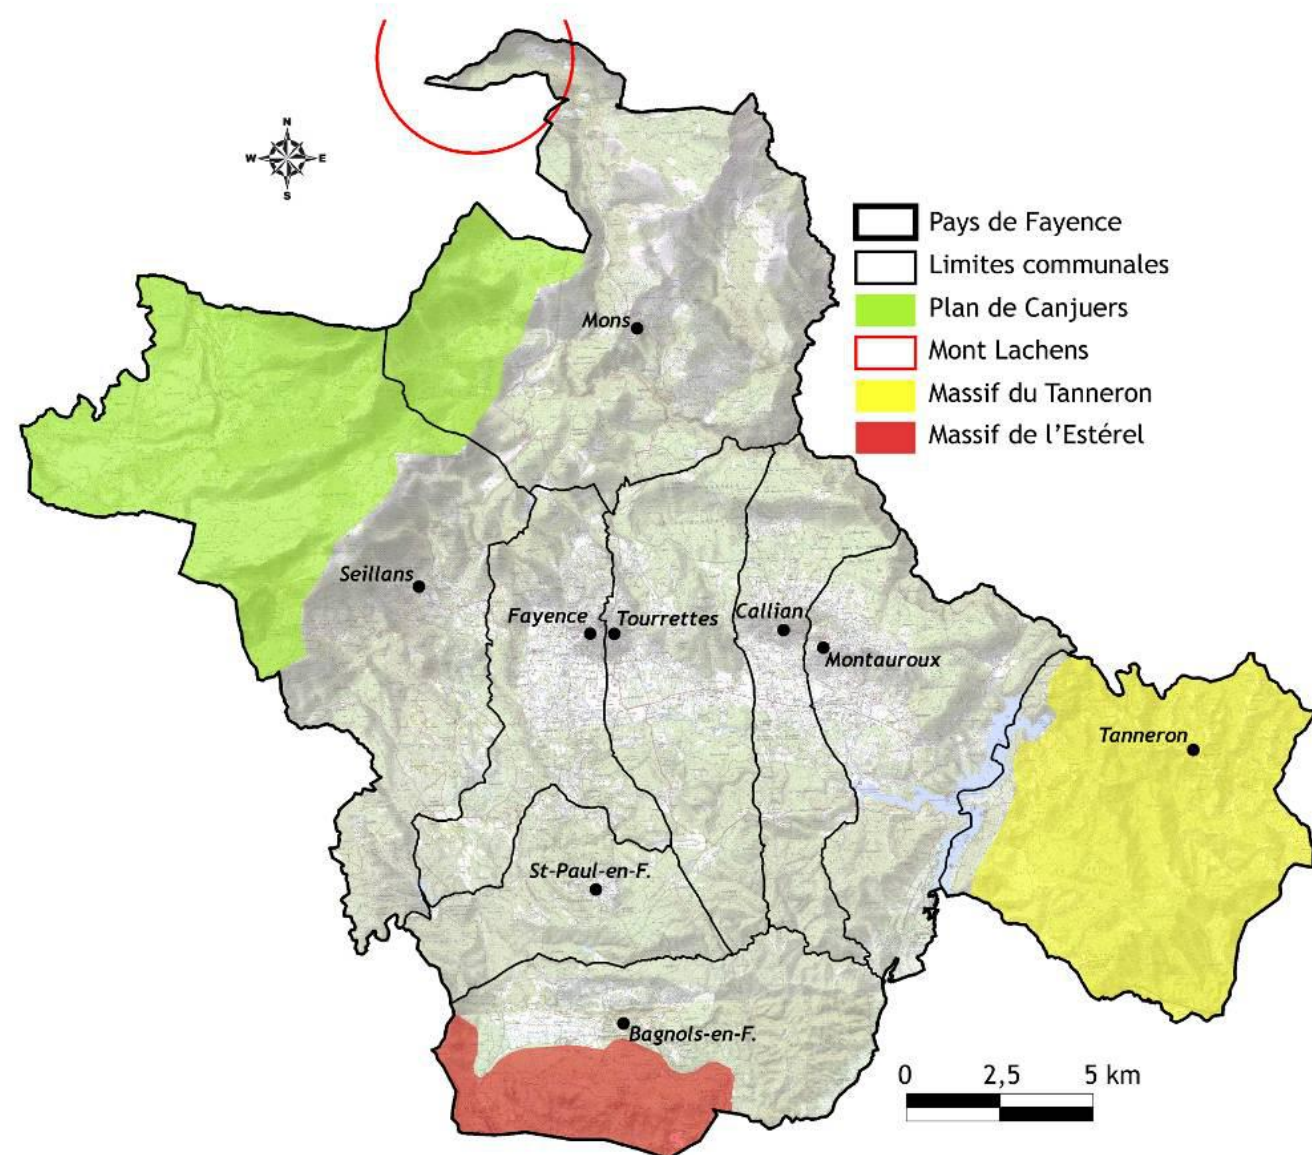 N
W E
S
Pays de Fayence
Limites communales
Plan de Canjuers
Mont Lachens
Massif du Tanneron
Massif de l'Estérel
Mons
Seillans
Fayence
Tourrettes
Callian
Montauroux
Tanneron
St-Paul-en-F.
Bagnols-en-F.
0 2,5 5 km